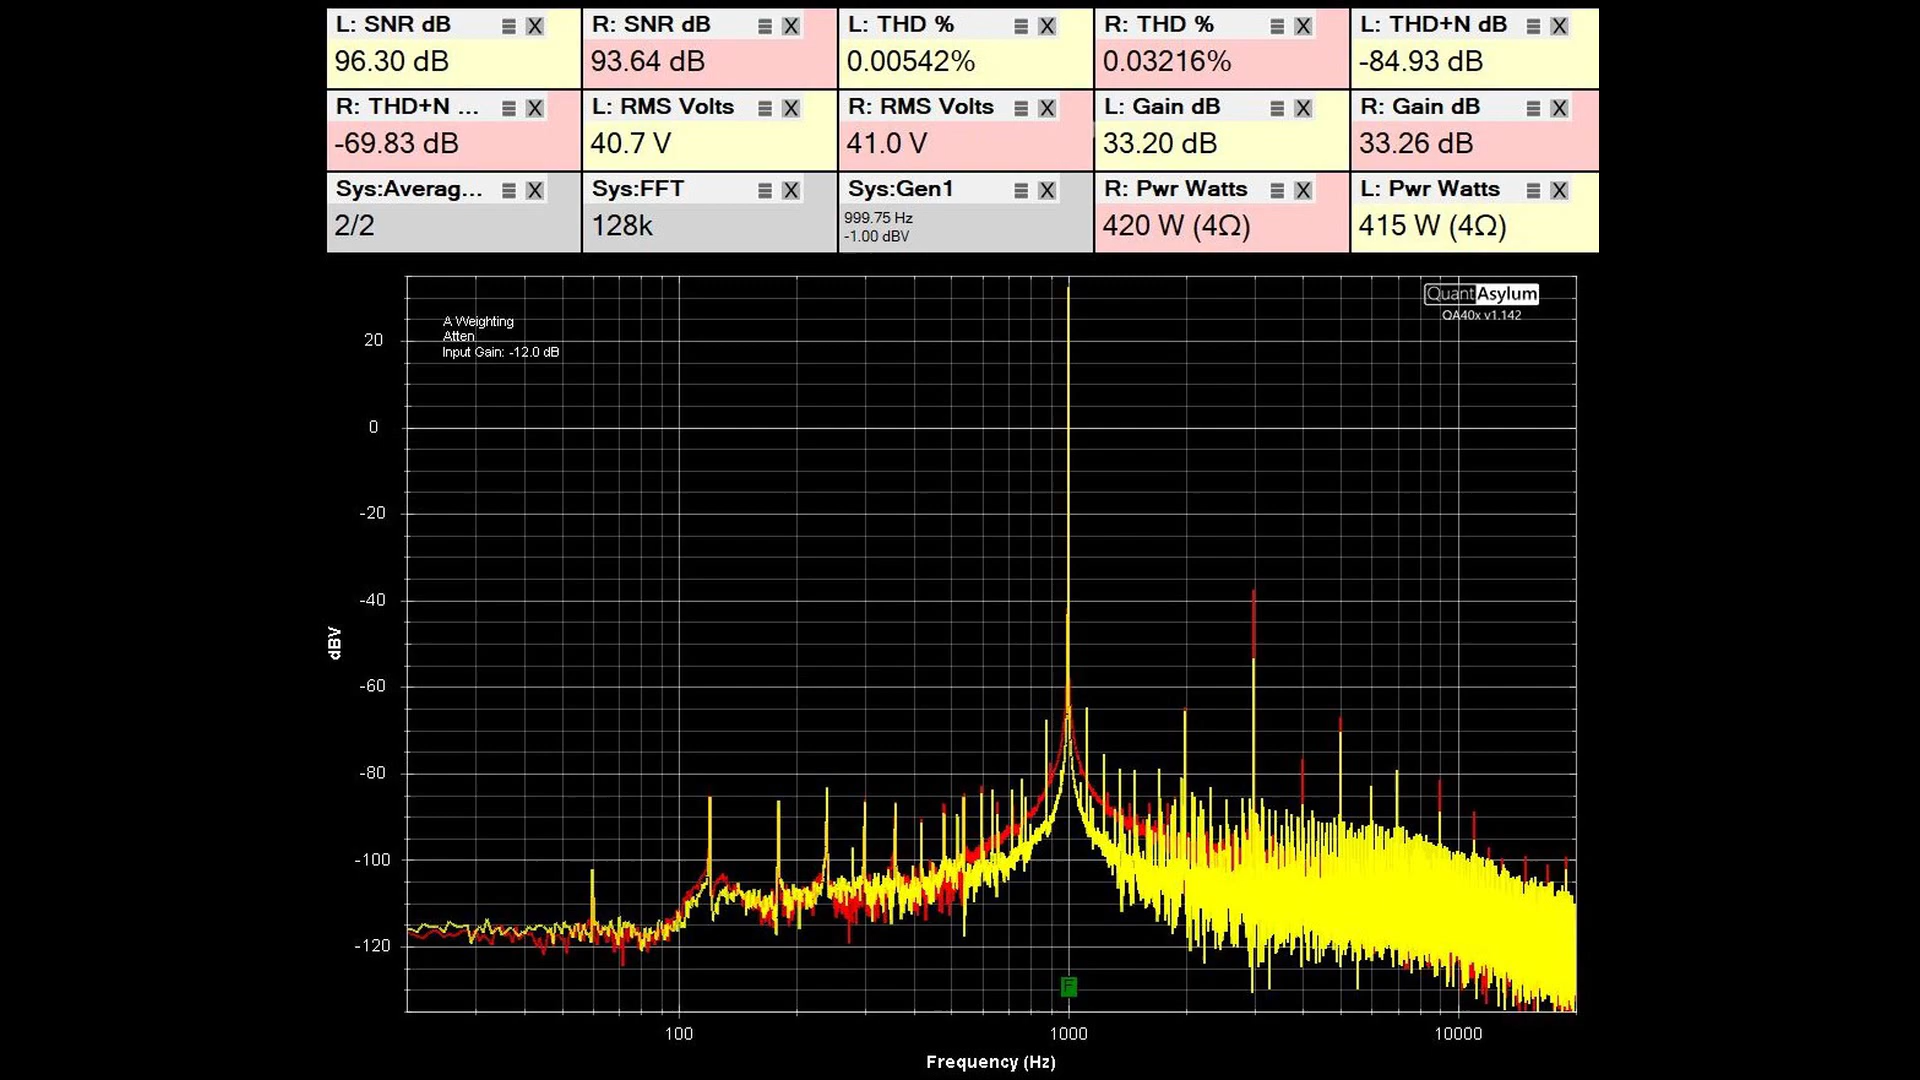 L: SNR dB
96.30 dB
R: SNR dB
93.64 dB
L: THD %
0.00542%
R: THD %
0.03216%
L: THD+N dB
-84.93 dB
R: THD+N ...
-69.83 dB
L: RMS Volts
40.7 V
R: RMS Volts
41.0 V
L: Gain dB
33.20 dB
R: Gain dB
33.26 dB
Sys:Averag...
2/2
Sys:FFT
128k
Sys:Gen1
999.75 Hz
-1.00 dBV
R: Pwr Watts
420 W (4Ω)
L: Pwr Watts
415 W (4Ω)
QuantAsylum
QA40x v1.142
A Weighting
Atten
Input Gain: -12.0 dB
20
0
-20
-40
-60
-80
-100
-120
dBV
F
100
1000
10000
Frequency (Hz)